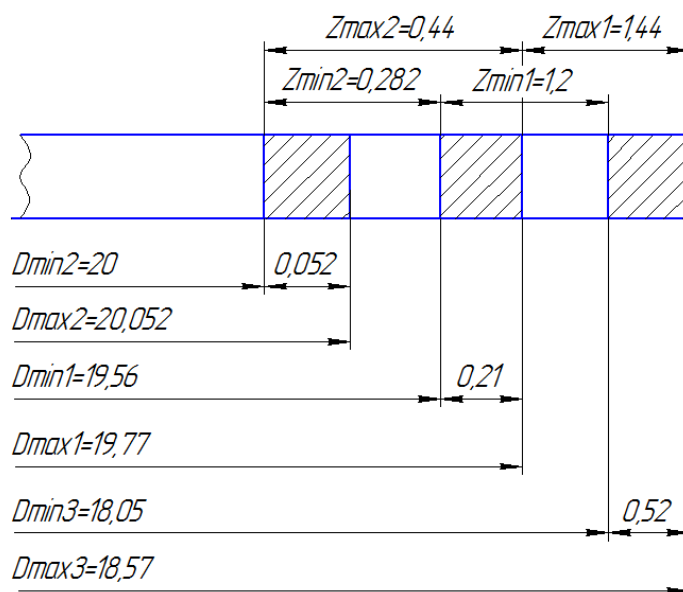 Zmax2=0,44 Zmax1=1,44
Zmin2=0,282 Zmin1=1,2
Dmin2=20 0,052
Dmax2=20,052
Dmin1=19,56 0,21
Dmax1=19,77
Dmin3=18,05 0,52
Dmax3=18,57